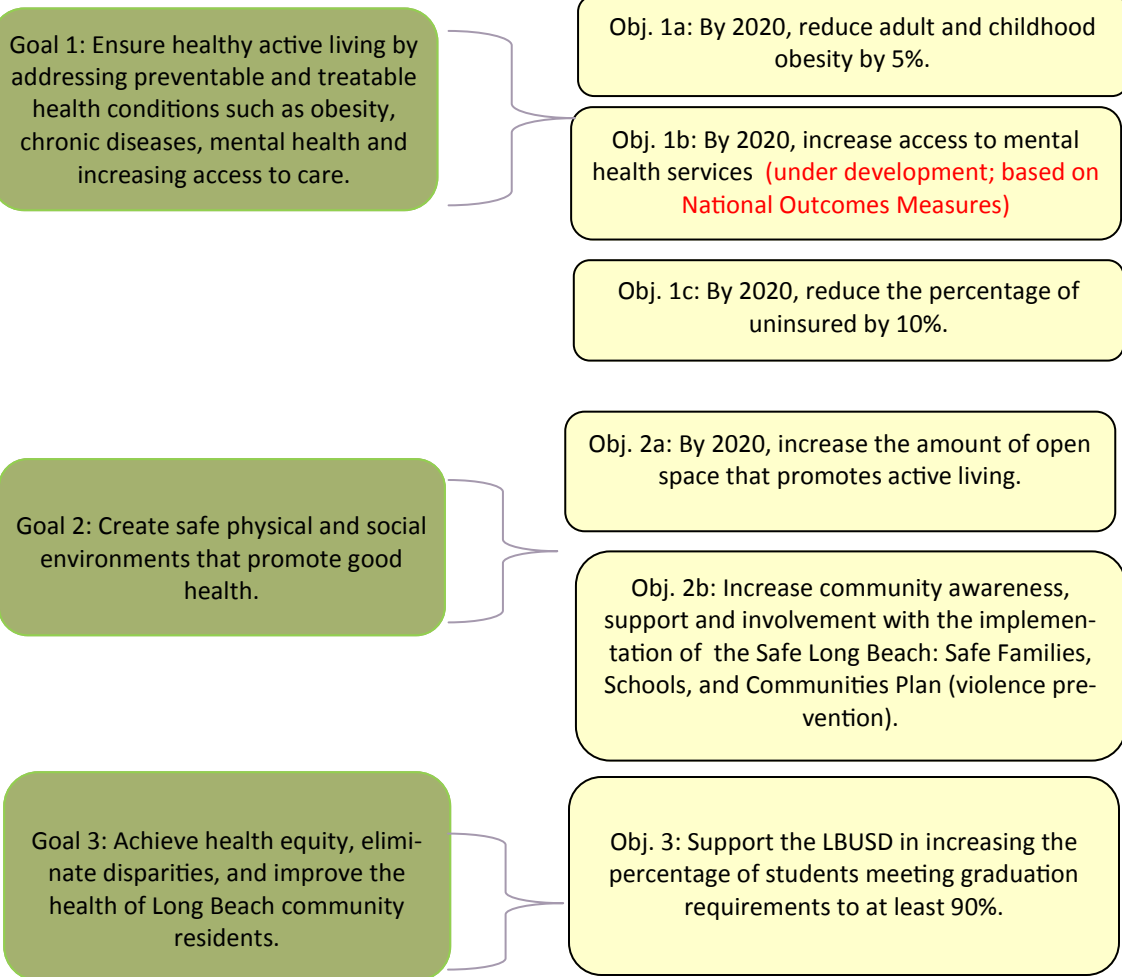 Goal 1: Ensure healthy active living by
addressing preventable and treatable
health conditions such as obesity,
chronic diseases, mental health and
increasing access to care.
Obj. 1a: By 2020, reduce adult and childhood
obesity by 5%.
Obj. 1b: By 2020, increase access to mental
health services  (under development; based on
National Outcomes Measures)
Obj. 1c: By 2020, reduce the percentage of
uninsured by 10%.
Goal 2: Create safe physical and social
environments that promote good
health.
Obj. 2a: By 2020, increase the amount of open
space that promotes active living.
Obj. 2b: Increase community awareness,
support and involvement with the implemen-
tation of  the Safe Long Beach: Safe Families,
Schools, and Communities Plan (violence pre-
vention).
Goal 3: Achieve health equity, elimi-
nate disparities, and improve the
health of Long Beach community
residents.
Obj. 3: Support the LBUSD in increasing the
percentage of students meeting graduation
requirements to at least 90%.